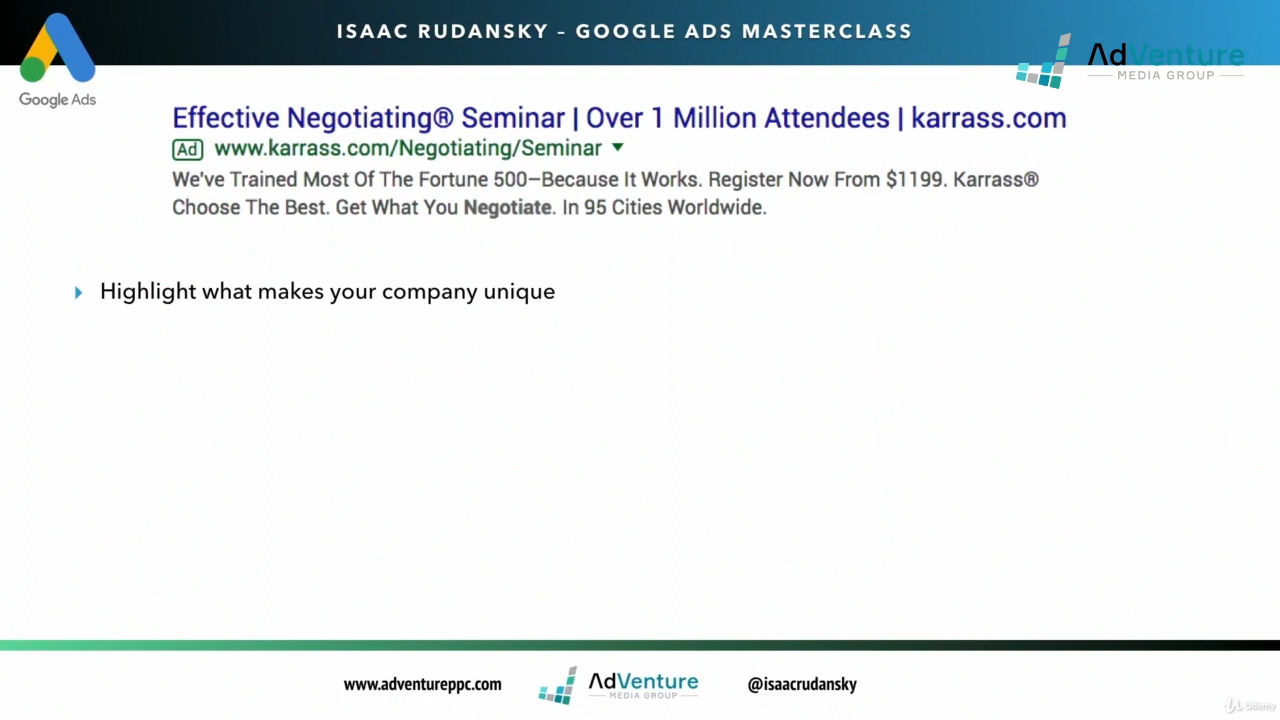 ISAAC RUDANSKY – GOOGLE ADS MASTERCLASS
AdVenture
MEDIA GROUP
Google Ads
Effective Negotiating® Seminar | Over 1 Million Attendees | karrass.com
Ad www.karrass.com/Negotiating/Seminar
We've Trained Most Of The Fortune 500–Because It Works. Register Now From $1199. Karrass®
Choose The Best. Get What You Negotiate. In 95 Cities Worldwide.
Highlight what makes your company unique
www.adventureppc.com
AdVenture
MEDIA GROUP
@isaacrudansky
Udemy